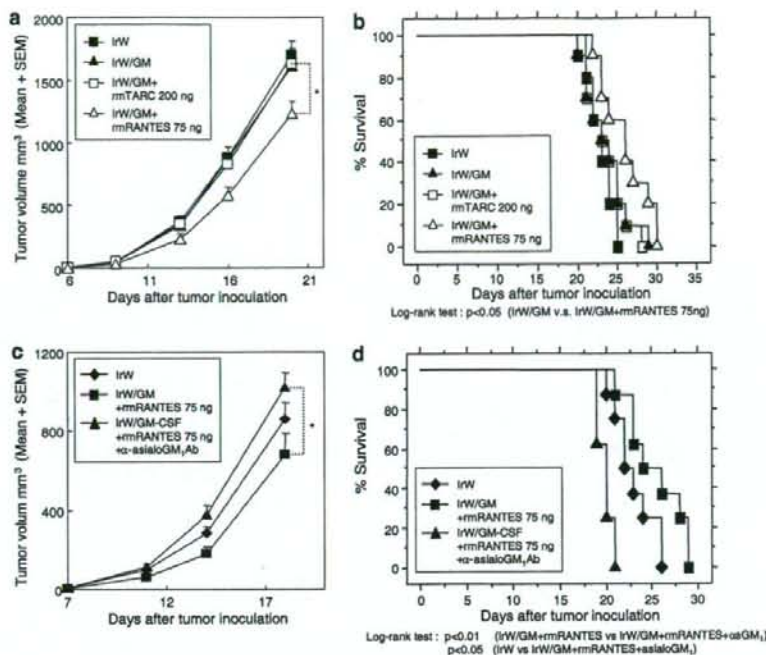 a
Tumor volume mm³ (Mean + SEM)
2000
1500
1000
500
0
IrW
IrW/GM
IrW/GM+
rmTARC 200 ng
IrW/GM+
rmRANTES 75 ng
*
6
11
16
21
Days after tumor inoculation
b
% Survival
100
80
60
40
20
0
IrW
IrW/GM
IrW/GM+
rmTARC 200 ng
IrW/GM+
rmRANTES 75 ng
0 5 10 15 20 25 30 35
Days after tumor inoculation
Log-rank test : p<0.05 (IrW/GM v.s. IrW/GM+rmRANTES 75ng)
c
Tumor volum mm³ (Mean + SEM)
1200
800
400
0
IrW
IrW/GM
+rmRANTES 75 ng
IrW/GM-CSF
+rmRANTES 75 ng
+α-asialoGM₁Ab
*
7
12
17
Days after tumor inoculation
d
% Survival
100
80
60
40
20
0
IrW
IrW/GM
+rmRANTES 75 ng
IrW/GM-CSF
+rmRANTES 75 ng
+α-asialoGM₁Ab
0 5 10 15 20 25 30
Days after tumor inoculation
Log-rank test : p<0.01 (IrW/GM+rmRANTES vs IrW/GM+rmRANTES+αaGM₁)
p<0.05 (IrW vs IrW/GM+rmRANTES+asialoGM₁)